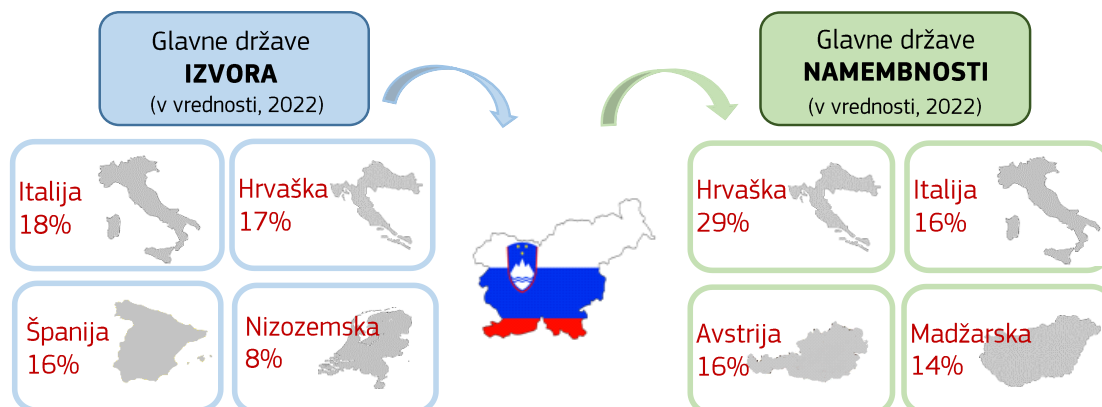 Glavne države
IZVORA
(v vrednosti, 2022)
Glavne države
NAMEMBNOSTI
(v vrednosti, 2022)
Italija
18%
Hrvaška
17%
Španija
16%
Nizozemska
8%
Hrvaška
29%
Italija
16%
Avstrija
16%
Madžarska
14%